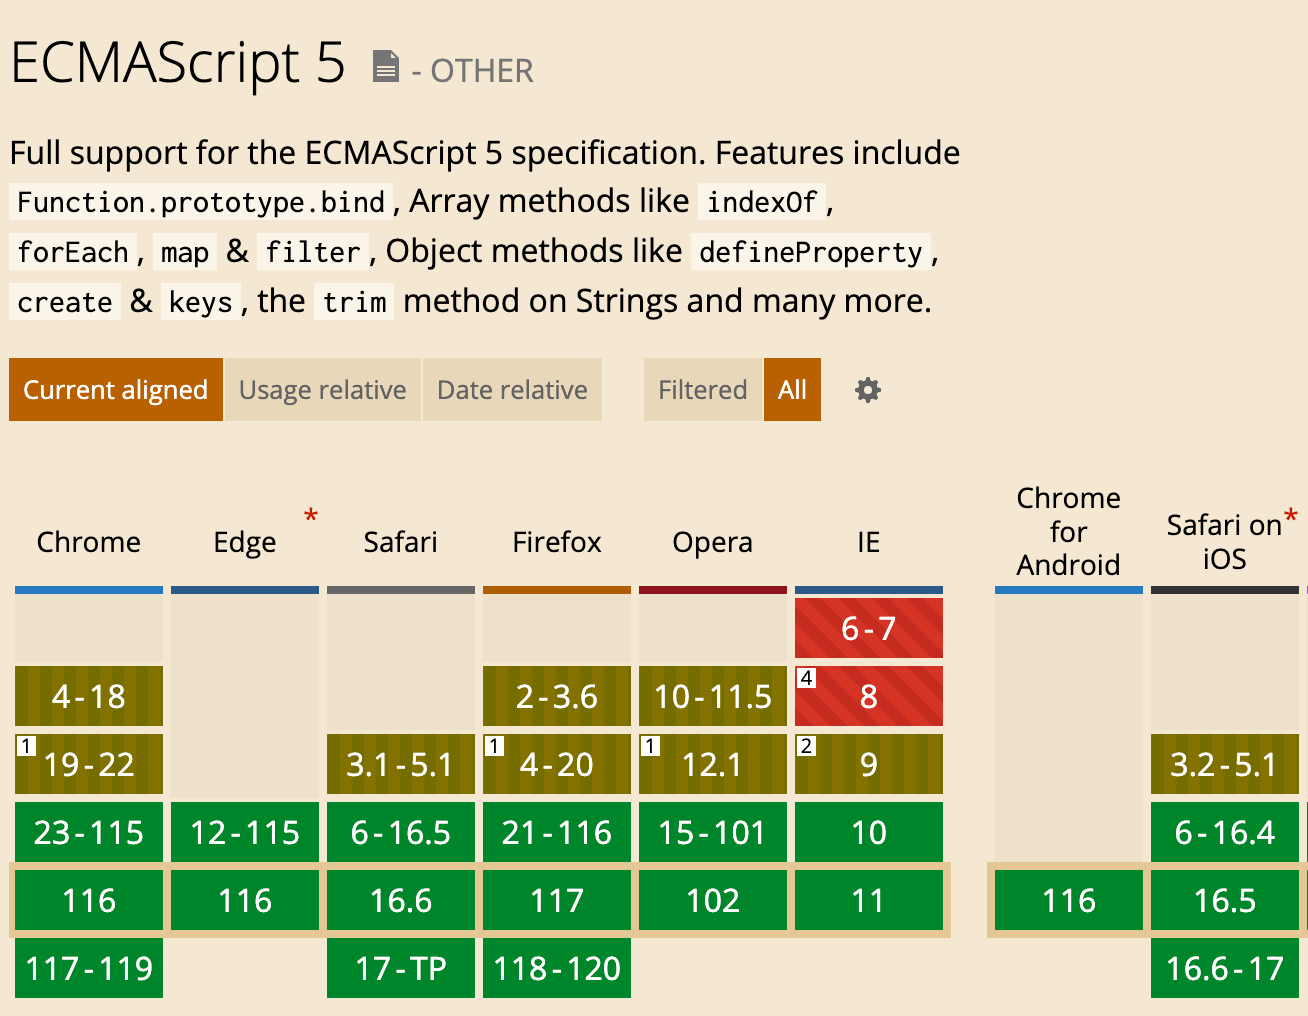 ECMAScript 5 - OTHER
Full support for the ECMAScript 5 specification. Features include
Function.prototype.bind, Array methods like indexOf,
forEach, map & filter, Object methods like defineProperty,
create & keys, the trim method on Strings and many more.
Current aligned Usage relative Date relative Filtered All
Chrome Edge * Safari Firefox Opera IE Chrome for Android Safari on iOS *
6-7
4-18 2-3.6 10-11.5 4 8
1 19-22 3.1-5.1 1 4-20 1 12.1 2 9 3.2-5.1
23-115 12-115 6-16.5 21-116 15-101 10 6-16.4
116 116 16.6 117 102 11 116 16.5
117-119 17-TP 118-120 16.6-17